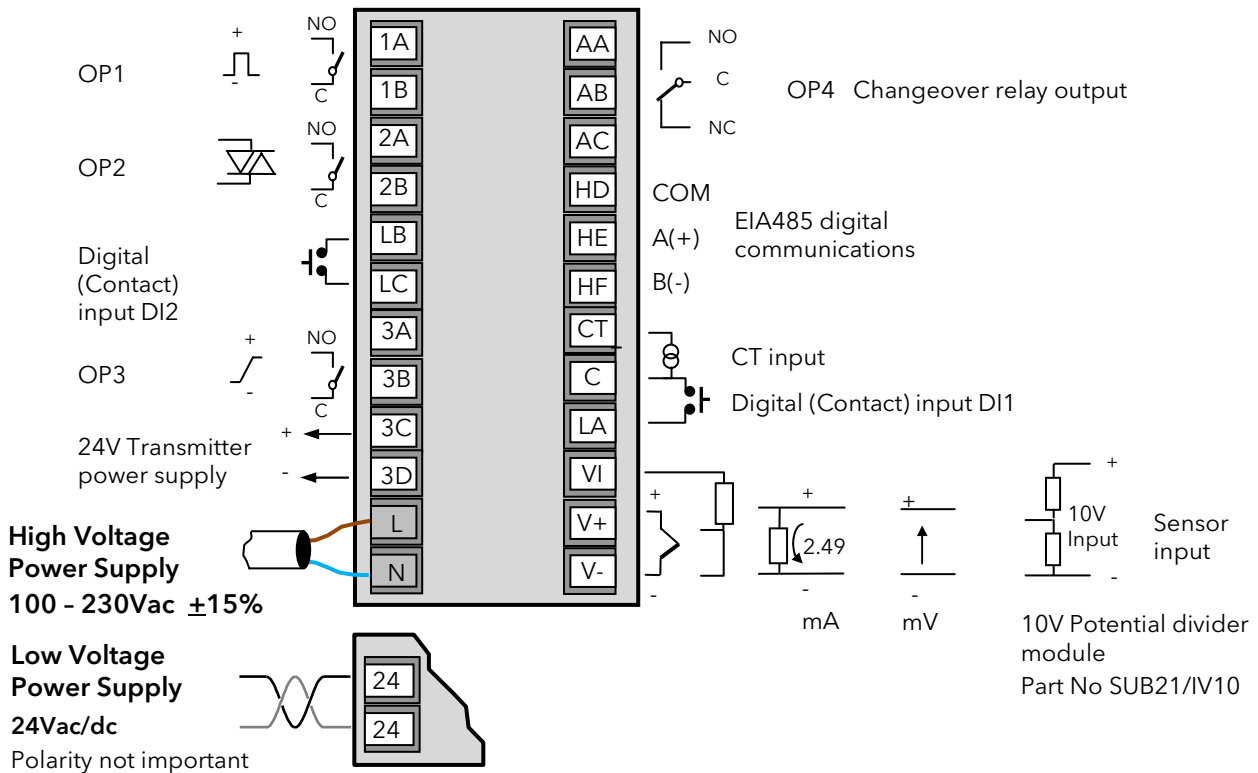 OP1
+
-
NO
C
1A
1B
OP2
NO
C
2A
2B
Digital
(Contact)
input DI2
LB
LC
OP3
+
-
NO
C
3A
3B
24V Transmitter
power supply
+
-
3C
3D
High Voltage
Power Supply
100 – 230Vac ±15%
L
N
Low Voltage
Power Supply
24Vac/dc
Polarity not important
24
24
AA
AB
AC
NO
C
NC
OP4 Changeover relay output
HD
HE
HF
COM
A(+)
B(-)
EIA485 digital
communications
CT
C
LA
CT input
Digital (Contact) input DI1
VI
V+
V-
+
-
+
2.49
-
mA
+
-
mV
+
10V
Input
-
Sensor
input
10V Potential divider
module
Part No SUB21/IV10